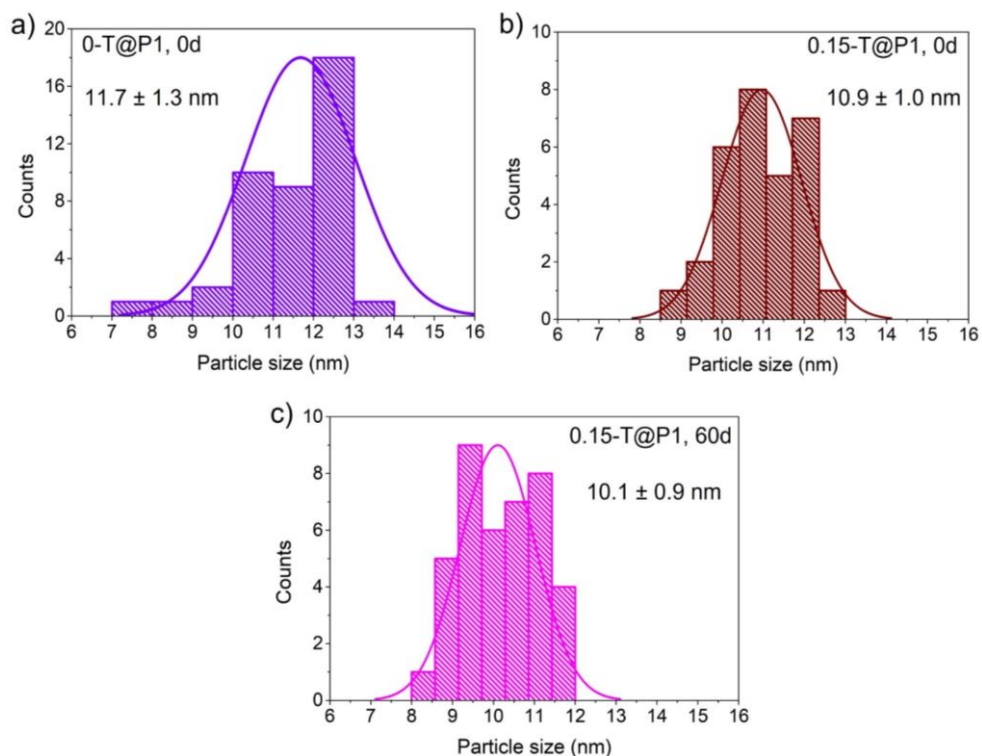 a)
0-T@P1, 0d
11.7 ± 1.3 nm
Counts
20
16
12
8
4
0
6 7 8 9 10 11 12 13 14 15 16
Particle size (nm)
b)
0.15-T@P1, 0d
10.9 ± 1.0 nm
Counts
10
8
6
4
2
0
6 7 8 9 10 11 12 13 14 15 16
Particle size (nm)
c)
0.15-T@P1, 60d
10.1 ± 0.9 nm
Counts
10
8
6
4
2
0
6 7 8 9 10 11 12 13 14 15 16
Particle size (nm)